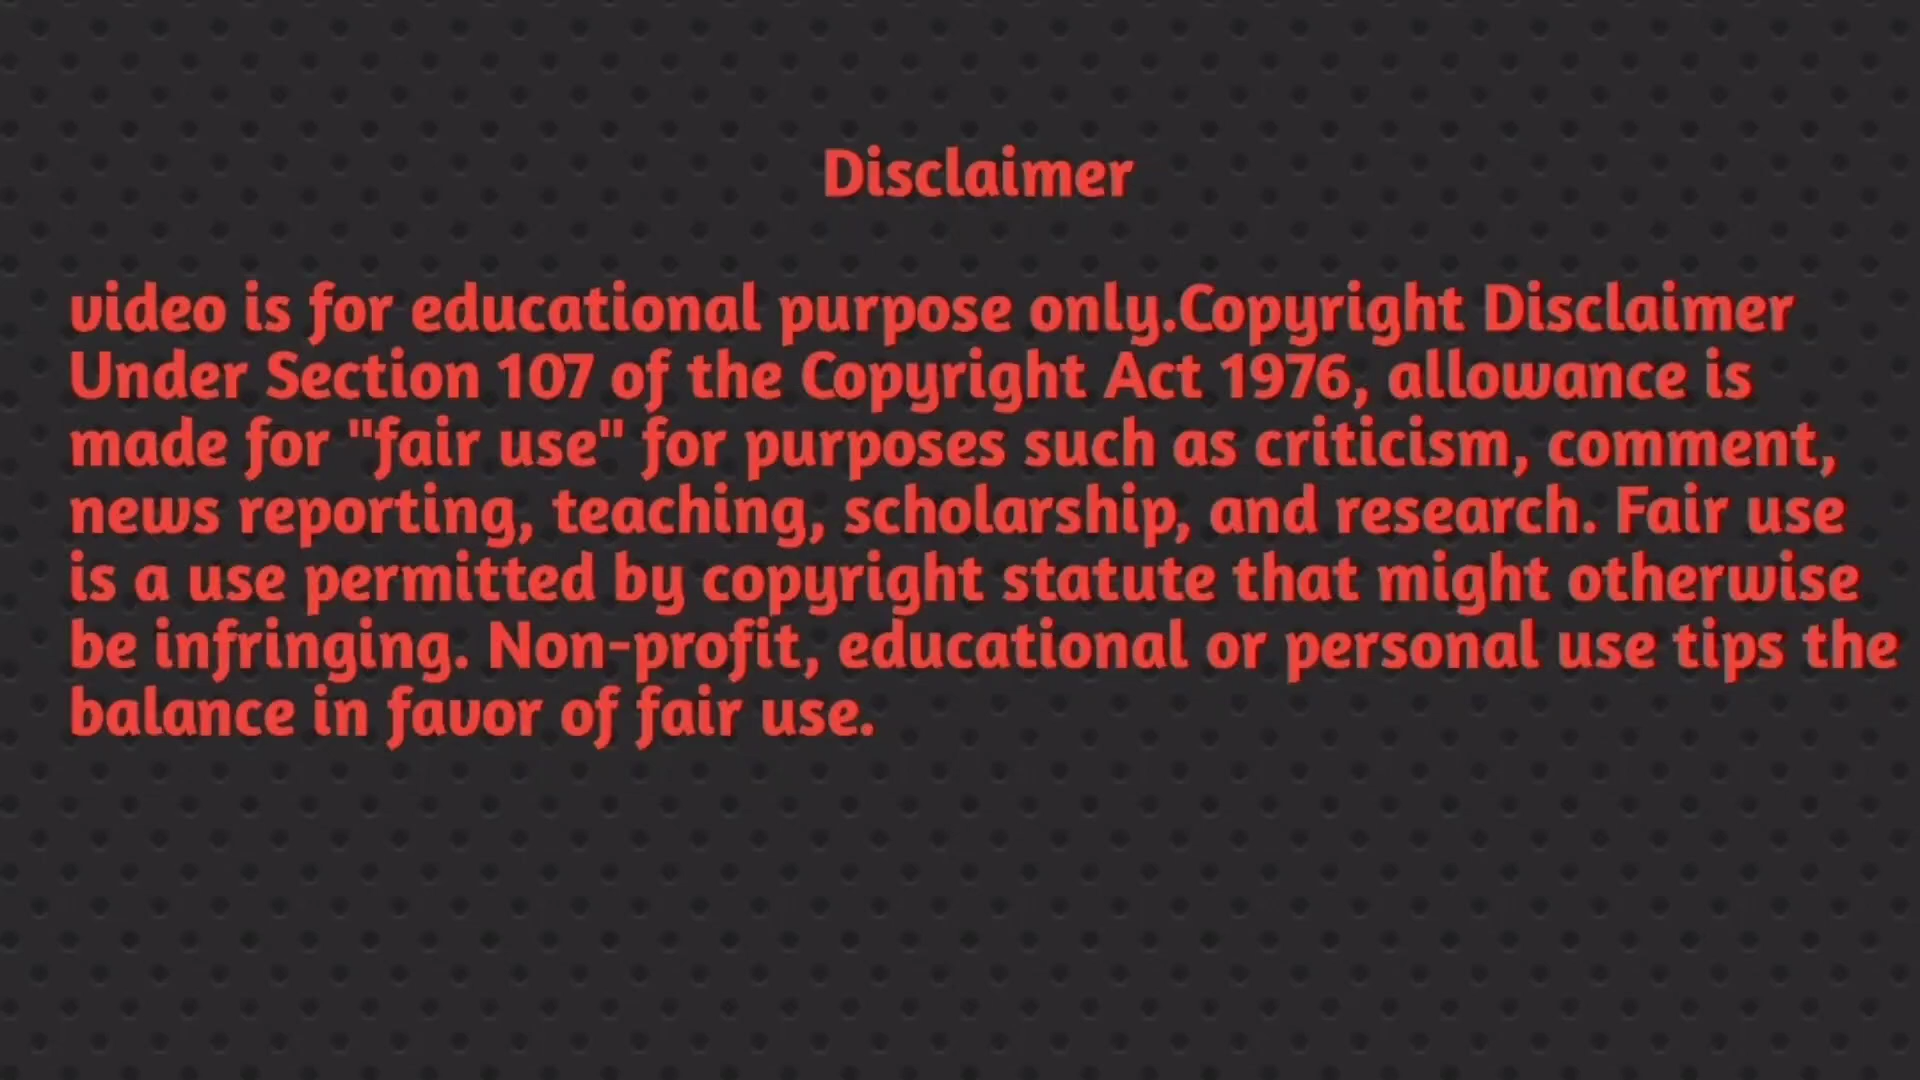 Disclaimer
video is for educational purpose only.Copyright Disclaimer
Under Section 107 of the Copyright Act 1976, allowance is
made for "fair use" for purposes such as criticism, comment,
news reporting, teaching, scholarship, and research. Fair use
is a use permitted by copyright statute that might otherwise
be infringing. Non-profit, educational or personal use tips the
balance in favor of fair use.